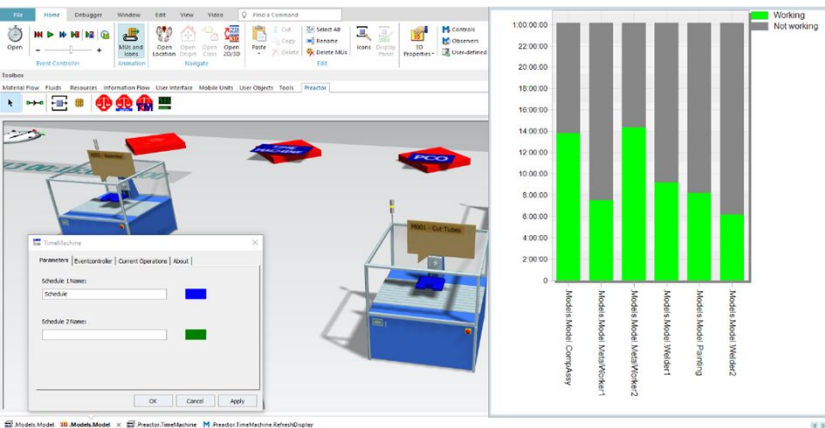 File Home Debugger Window Edit View Video Find a Command
Open
Event Controller
MUs and Icons
Animation
Open Location
Open Origin
Open Class
Open 2D/3D
Navigate
Paste
Cut
Copy
Delete
Select All
Rename
Delete MUs
Edit
Icons
Display Panel
3D Properties
Controls
Observers
User-defined
Toolbox
Material Flow Fluids Resources Information Flow User Interface Mobile Units User Objects Tools Preactor
PCO
M001 - Cut Tubes
TimeMachine
Parameters Eventcontroller Current Operations About
Schedule 1 Name:
Schedule
Schedule 2 Name:
OK Cancel Apply
.Models.Model 3D .Models.Model × .Preactor.TimeMachine M .Preactor.TimeMachine.RefreshDisplay
Working
Not working
1:00:00:00
22:00:00
20:00:00
18:00:00
16:00:00
14:00:00
12:00:00
10:00:00
8:00:00
6:00:00
4:00:00
2:00:00
0
.Models.Model.CompAssy
.Models.Model.MetalWorker1
.Models.Model.MetalWorker2
.Models.Model.Welder1
.Models.Model.Painting
.Models.Model.Welder2